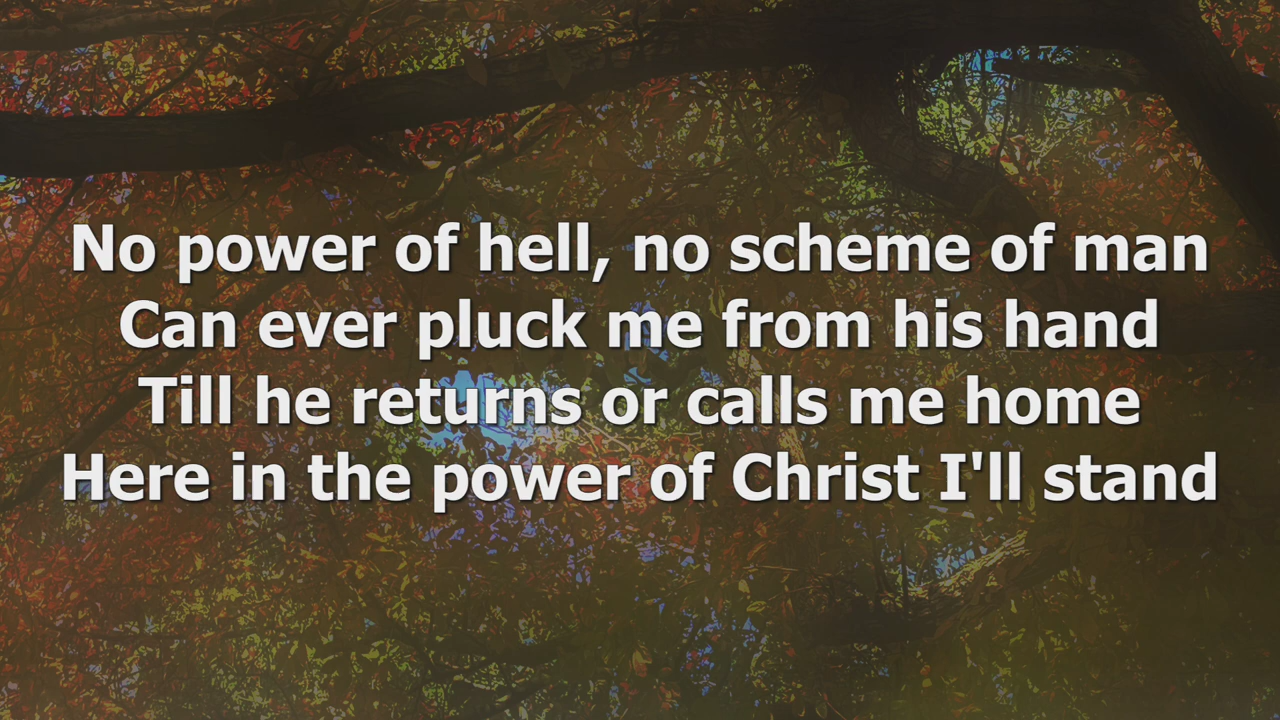 No power of hell, no scheme of man
Can ever pluck me from his hand
Till he returns or calls me home
Here in the power of Christ I'll stand